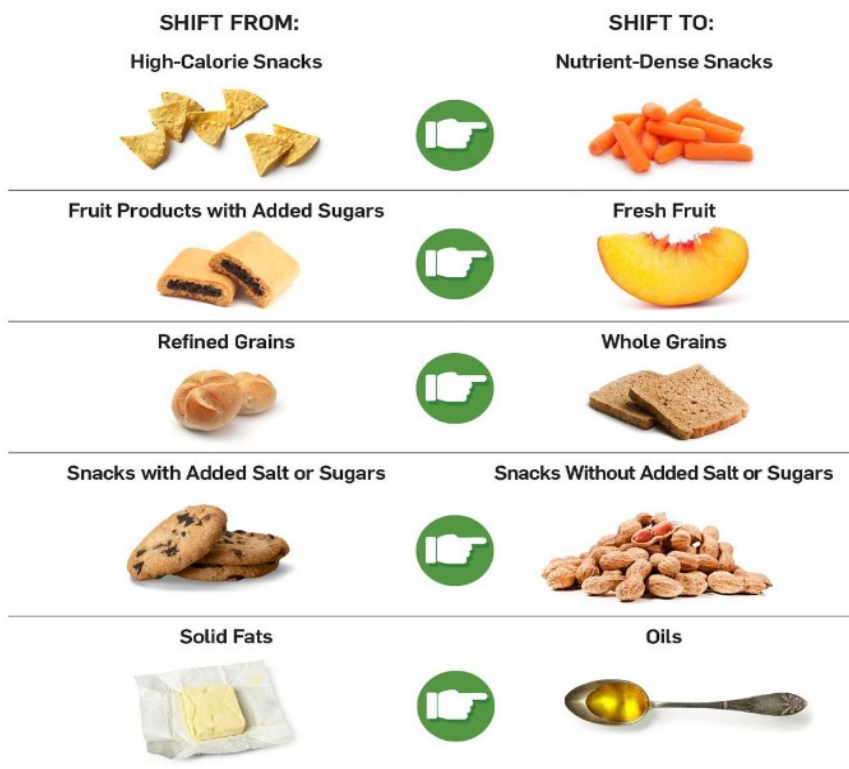 SHIFT FROM:
SHIFT TO:
High-Calorie Snacks
Nutrient-Dense Snacks
Fruit Products with Added Sugars
Fresh Fruit
Refined Grains
Whole Grains
Snacks with Added Salt or Sugars
Snacks Without Added Salt or Sugars
Solid Fats
Oils